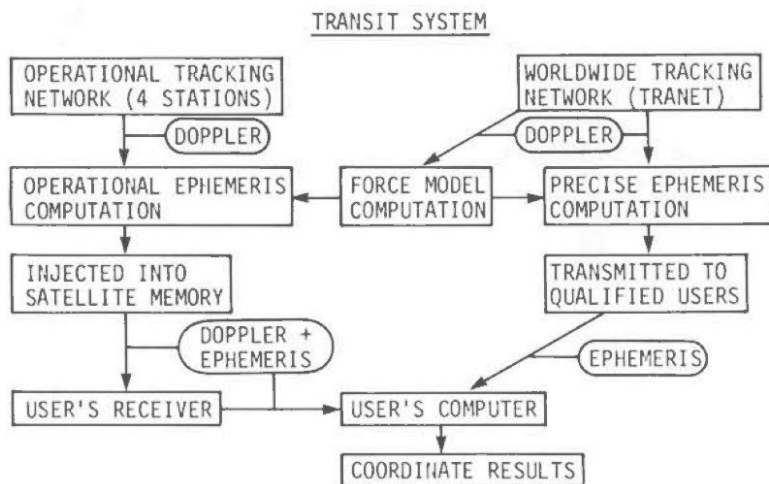 TRANSIT SYSTEM
OPERATIONAL TRACKING
NETWORK (4 STATIONS)
WORLDWIDE TRACKING
NETWORK (TRANET)
DOPPLER
DOPPLER
OPERATIONAL EPHEMERIS
COMPUTATION
FORCE MODEL
COMPUTATION
PRECISE EPHEMERIS
COMPUTATION
INJECTED INTO
SATELLITE MEMORY
TRANSMITTED TO
QUALIFIED USERS
DOPPLER +
EPHEMERIS
EPHEMERIS
USER'S RECEIVER
USER'S COMPUTER
COORDINATE RESULTS